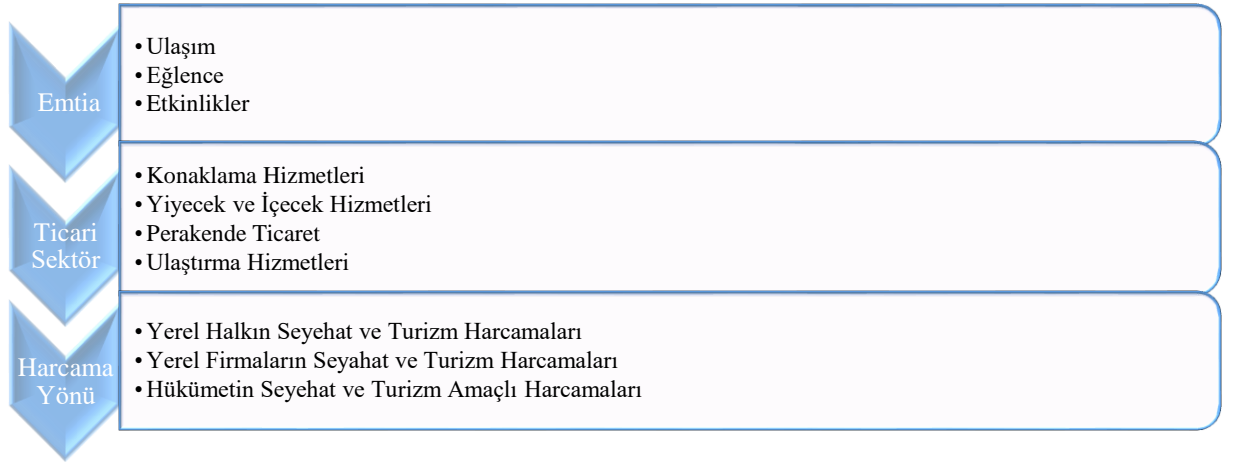 Emtia
•Ulaşım
•Eğlence
•Etkinlikler
Ticari
Sektör
•Konaklama Hizmetleri
•Yiyecek ve İçecek Hizmetleri
•Perakende Ticaret
•Ulaştırma Hizmetleri
Harcama
Yönü
•Yerel Halkın Seyehat ve Turizm Harcamaları
•Yerel Firmaların Seyahat ve Turizm Harcamaları
•Hükümetin Seyehat ve Turizm Amaçlı Harcamaları